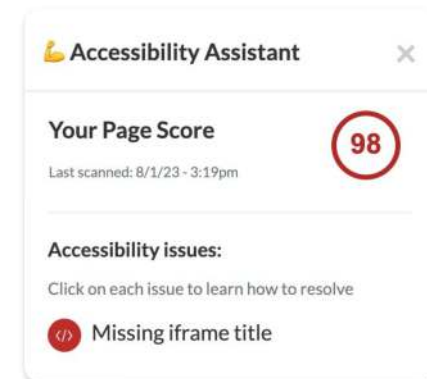 Accessibility Assistant
Your Page Score
98
Last scanned: 8/1/23 - 3:19pm
Accessibility issues:
Click on each issue to learn how to resolve
</> Missing iframe title